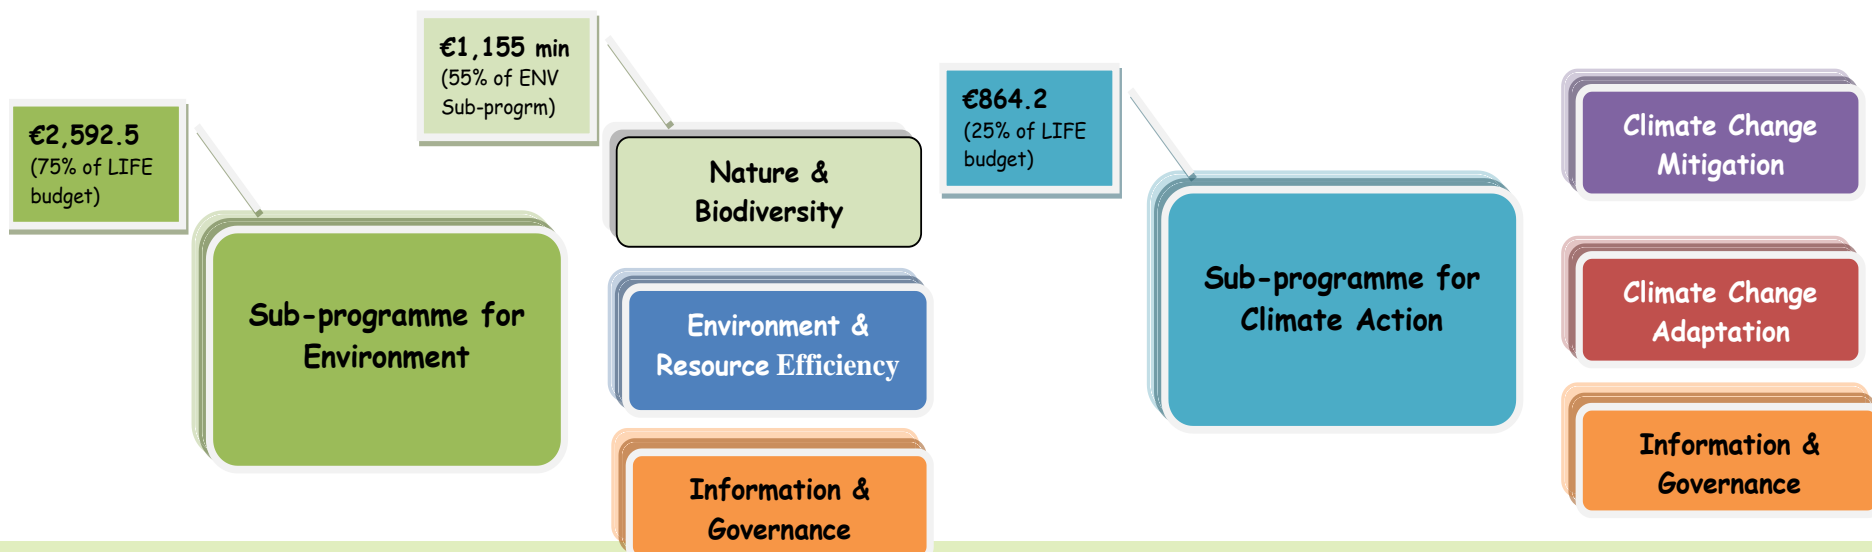 €2,592.5
(75% of LIFE
budget)
Sub-programme for
Environment
€1,155 min
(55% of ENV
Sub-progrm)
Nature &
Biodiversity
Environment &
Resource Efficiency
Information &
Governance
€864.2
(25% of LIFE
budget)
Sub-programme for
Climate Action
Climate Change
Mitigation
Climate Change
Adaptation
Information &
Governance